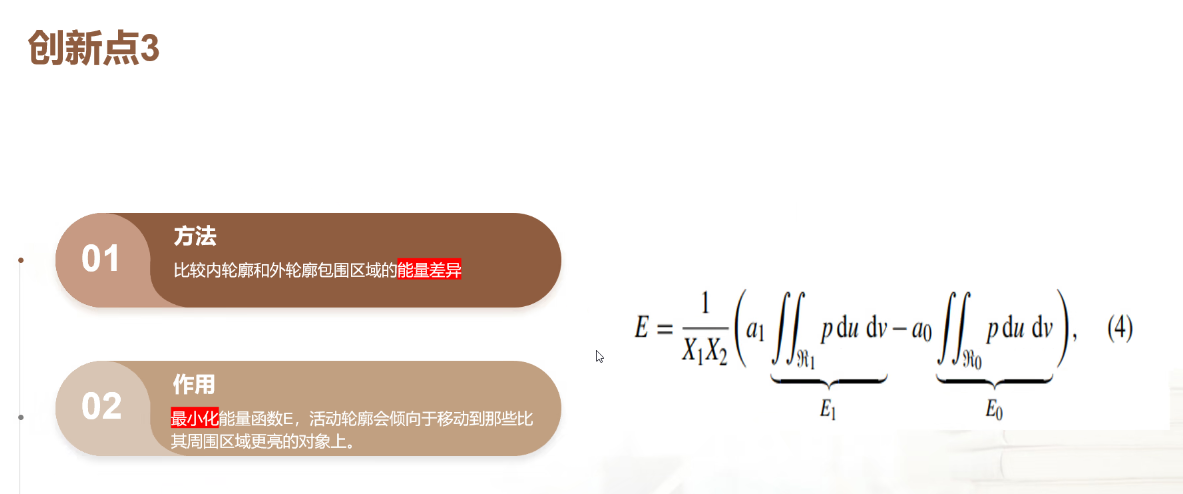 创新点3
01
方法
比较内轮廓和外轮廓包围区域的能量差异
02
作用
最小化能量函数E，活动轮廓会倾向于移动到那些比
其周围区域更亮的对象上。
E = \frac{1}{X_1X_2}\left(a_1 \underbrace{\iint_{\Re_1} p\,du\,dv}_{E_1} - a_0 \underbrace{\iint_{\Re_0} p\,du\,dv}_{E_0}\right), (4)